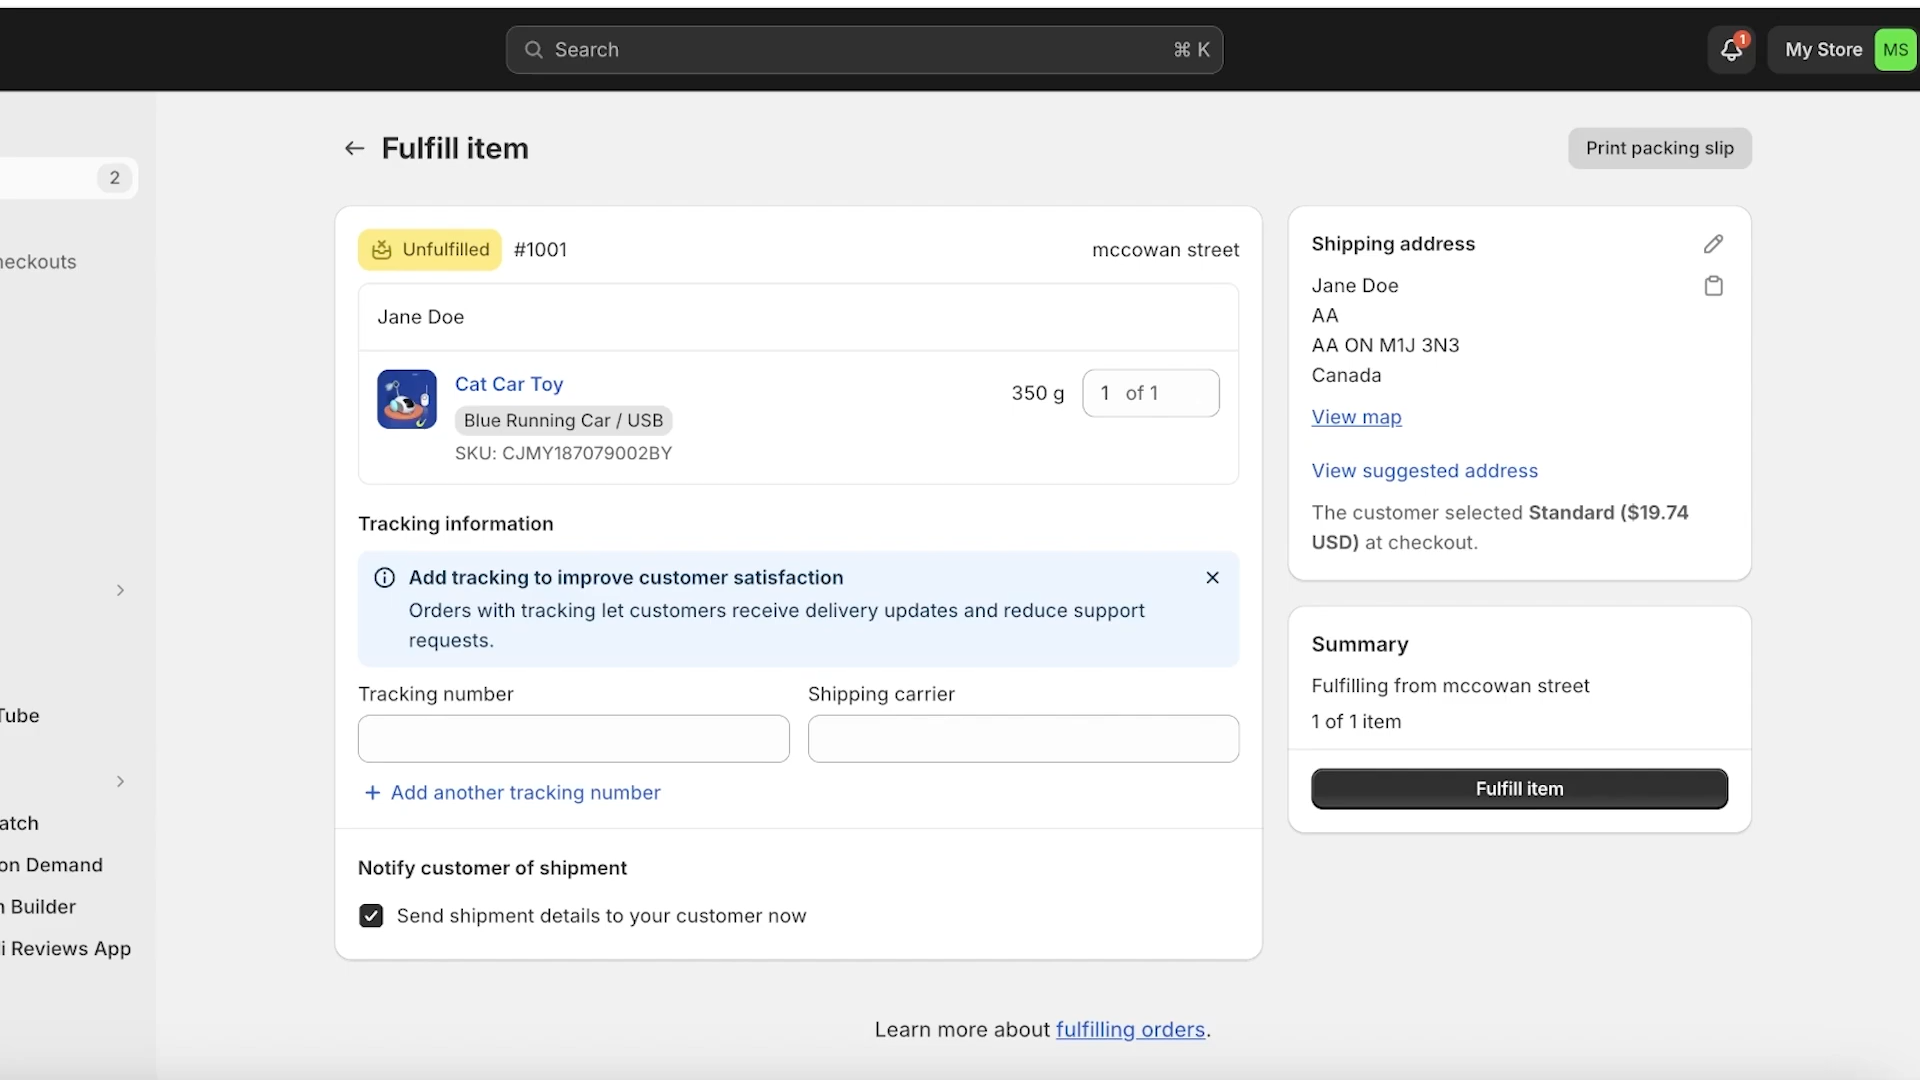 Search
⌘ K
1
My Store
MS
Fulfill item
Print packing slip
2
heckouts
Tube
atch
on Demand
n Builder
i Reviews App
Unfulfilled
#1001
mccowan street
Jane Doe
Cat Car Toy
350 g
1 of 1
Blue Running Car / USB
SKU: CJMY187079002BY
Tracking information
Add tracking to improve customer satisfaction
Orders with tracking let customers receive delivery updates and reduce support
requests.
Tracking number
Shipping carrier
+ Add another tracking number
Notify customer of shipment
Send shipment details to your customer now
Shipping address
Jane Doe
AA
AA ON M1J 3N3
Canada
View map
View suggested address
The customer selected Standard ($19.74
USD) at checkout.
Summary
Fulfilling from mccowan street
1 of 1 item
Fulfill item
Learn more about fulfilling orders.